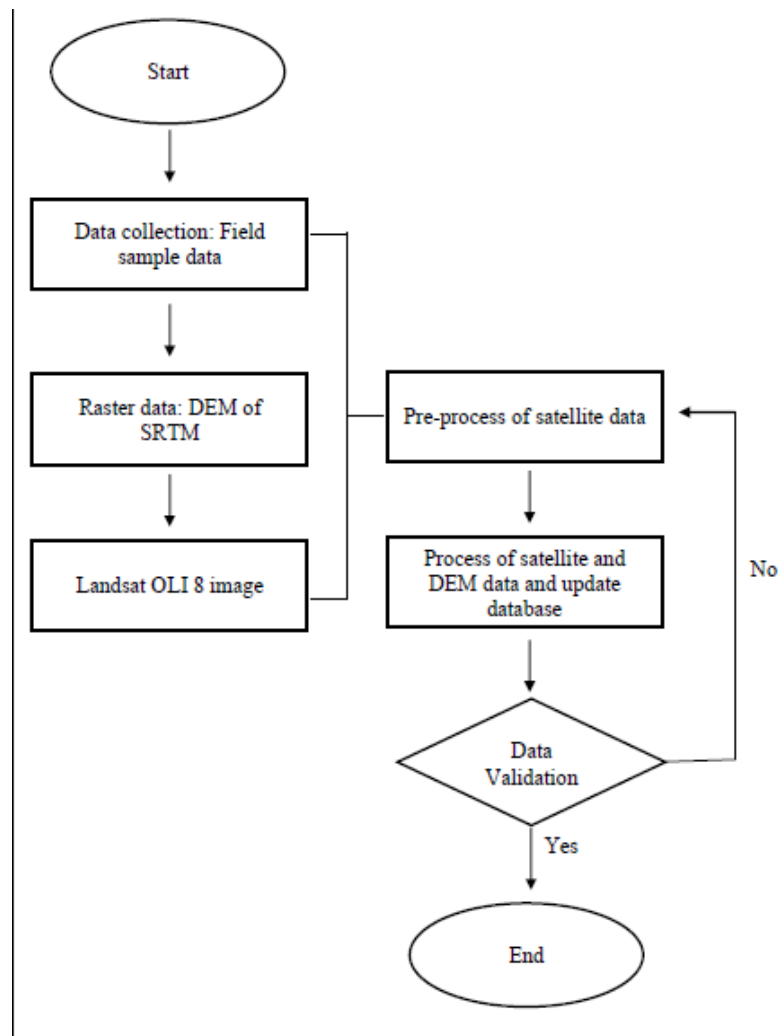 Start
Data collection: Field
sample data
Raster data: DEM of
SRTM
Landsat OLI 8 image
Pre-process of satellite data
Process of satellite and
DEM data and update
database
No
Data
Validation
Yes
End